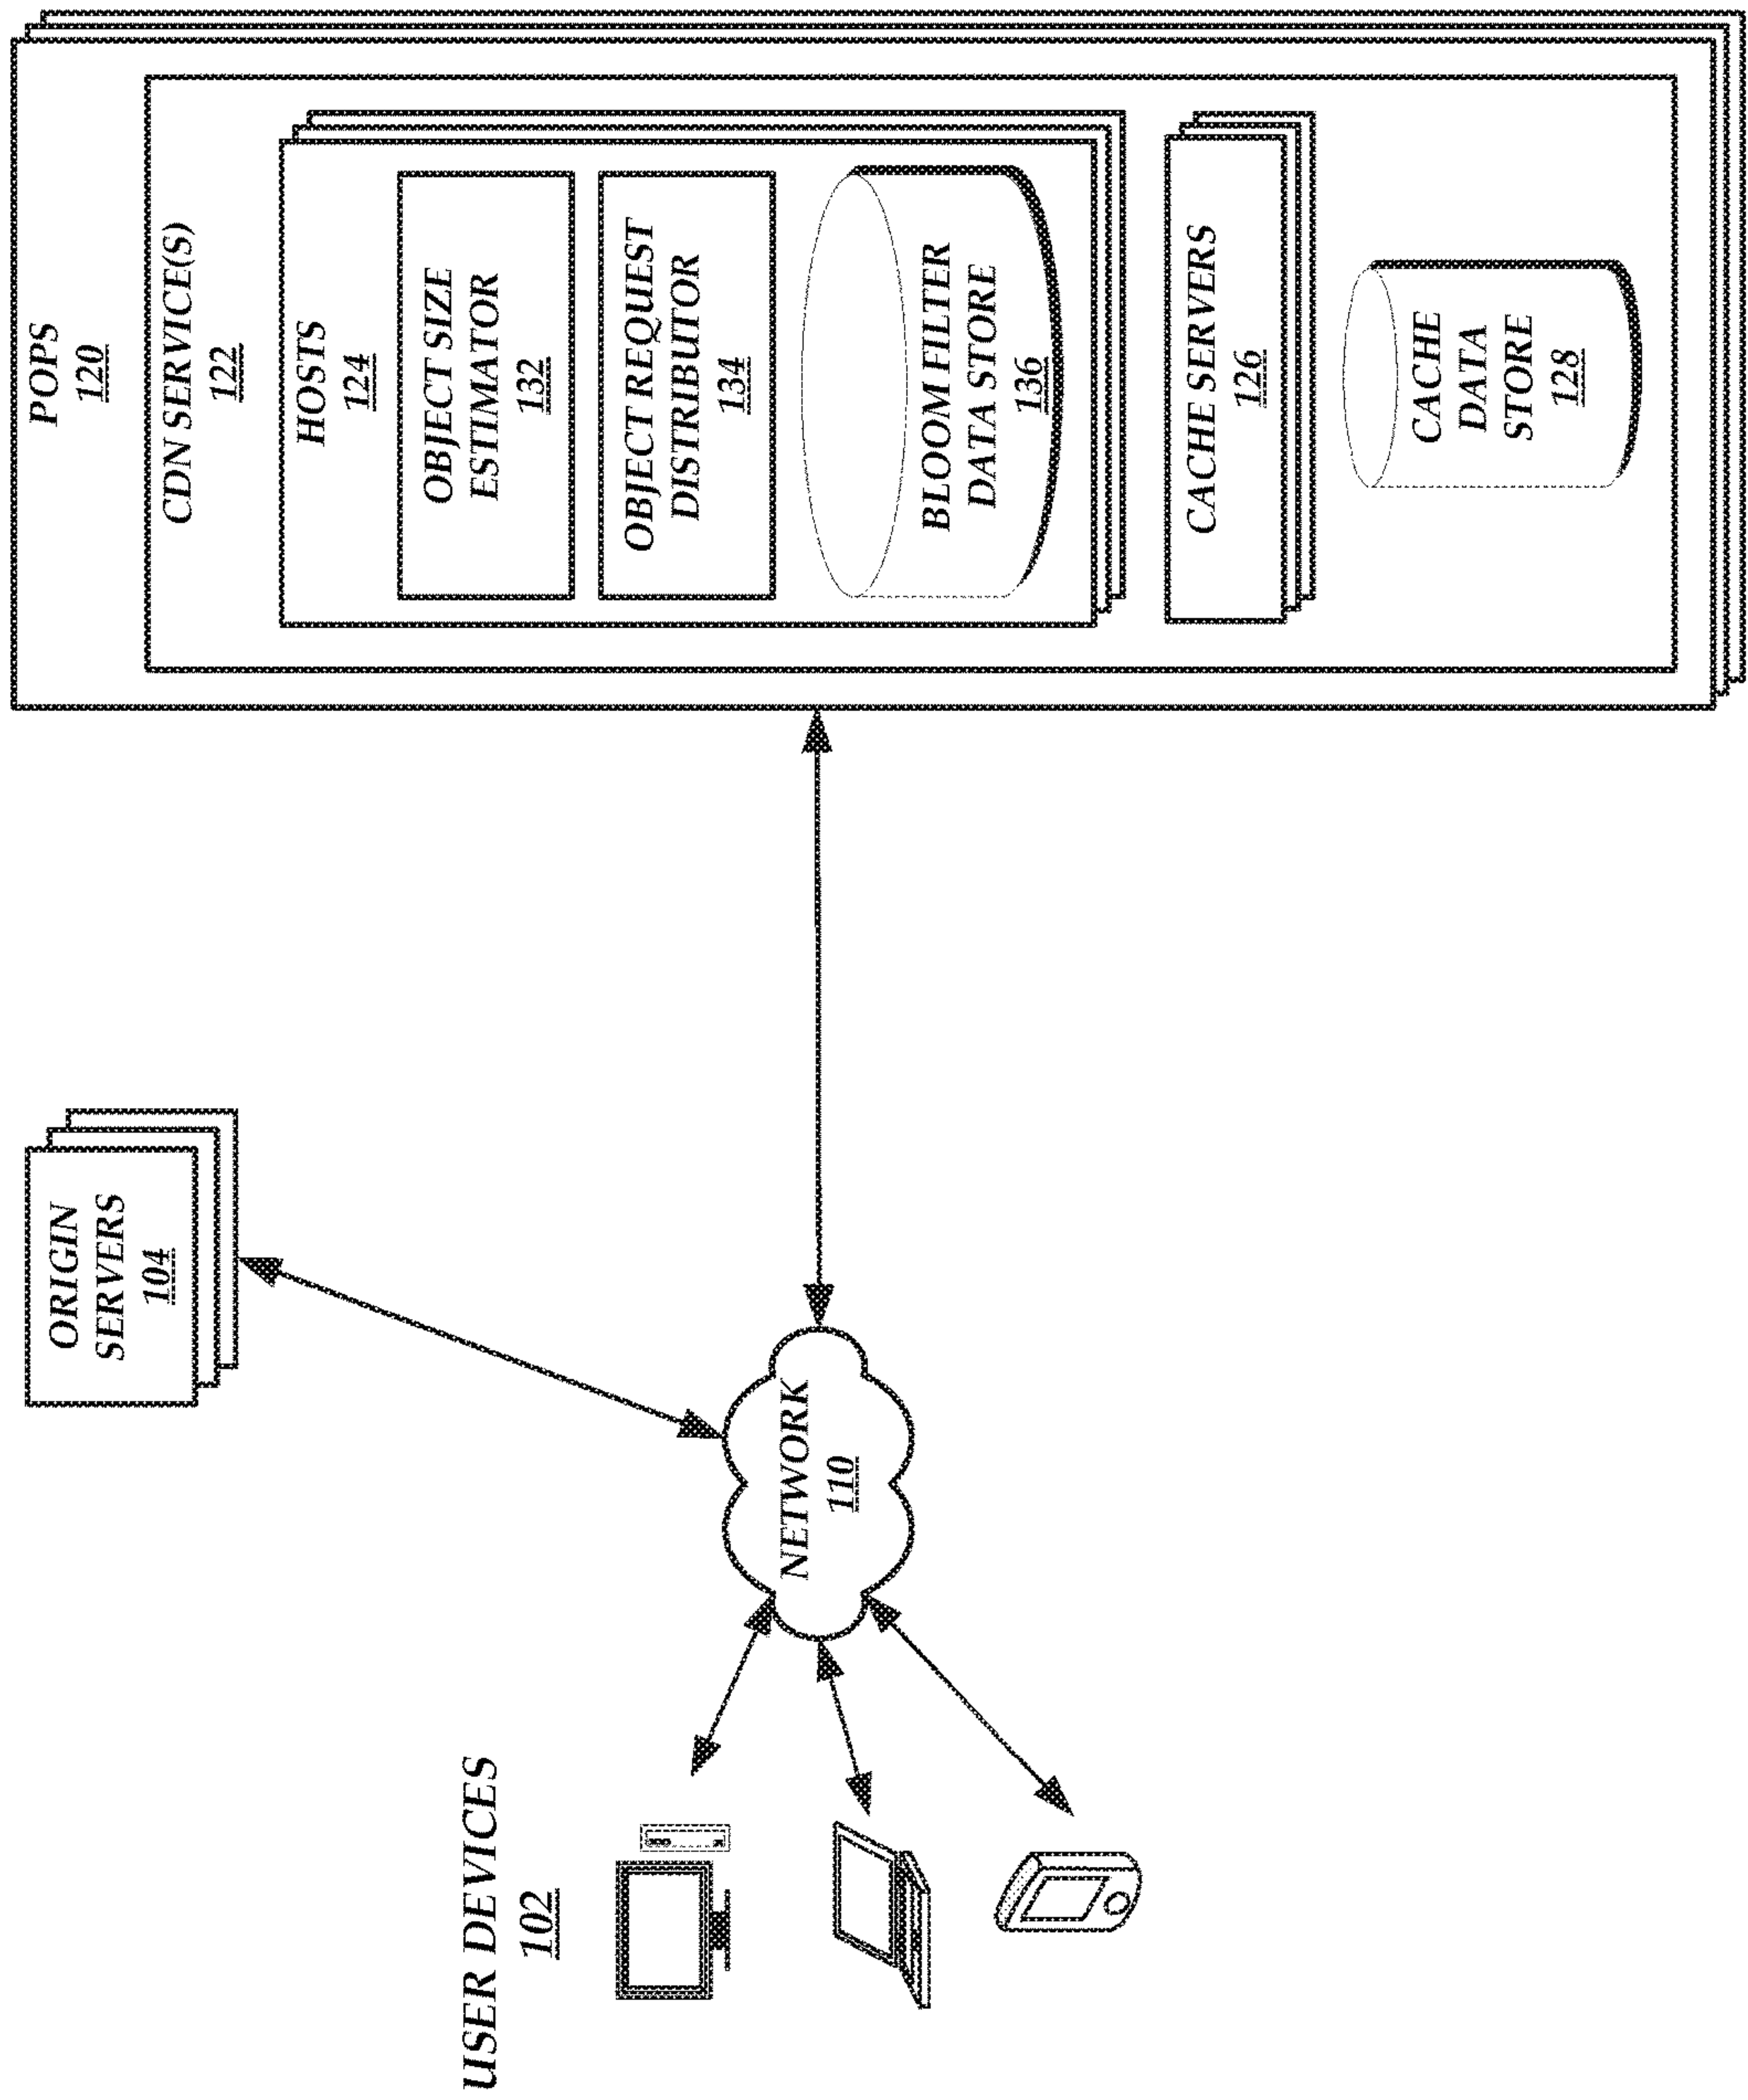 USER DEVICES
102
ORIGIN
SERVERS
104
NETWORK
110
POPS
120
CDN SERVICE(S)
122
HOSTS
124
OBJECT SIZE
ESTIMATOR
132
OBJECT REQUEST
DISTRIBUTOR
134
BLOOM FILTER
DATA STORE
136
CACHE SERVERS
126
CACHE
DATA
STORE
128